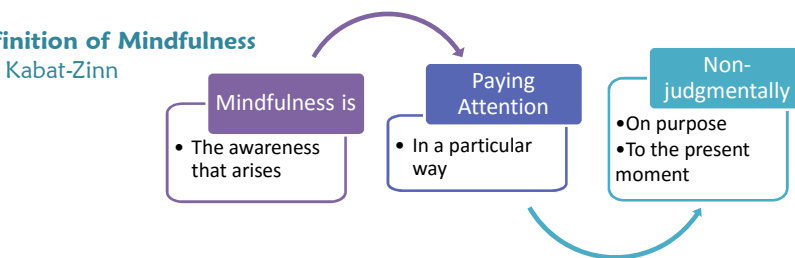 finition of Mindfulness
Kabat-Zinn
Mindfulness is
• The awareness
that arises
Paying
Attention
• In a particular
way
Non-
judgmentally
•On purpose
•To the present
moment